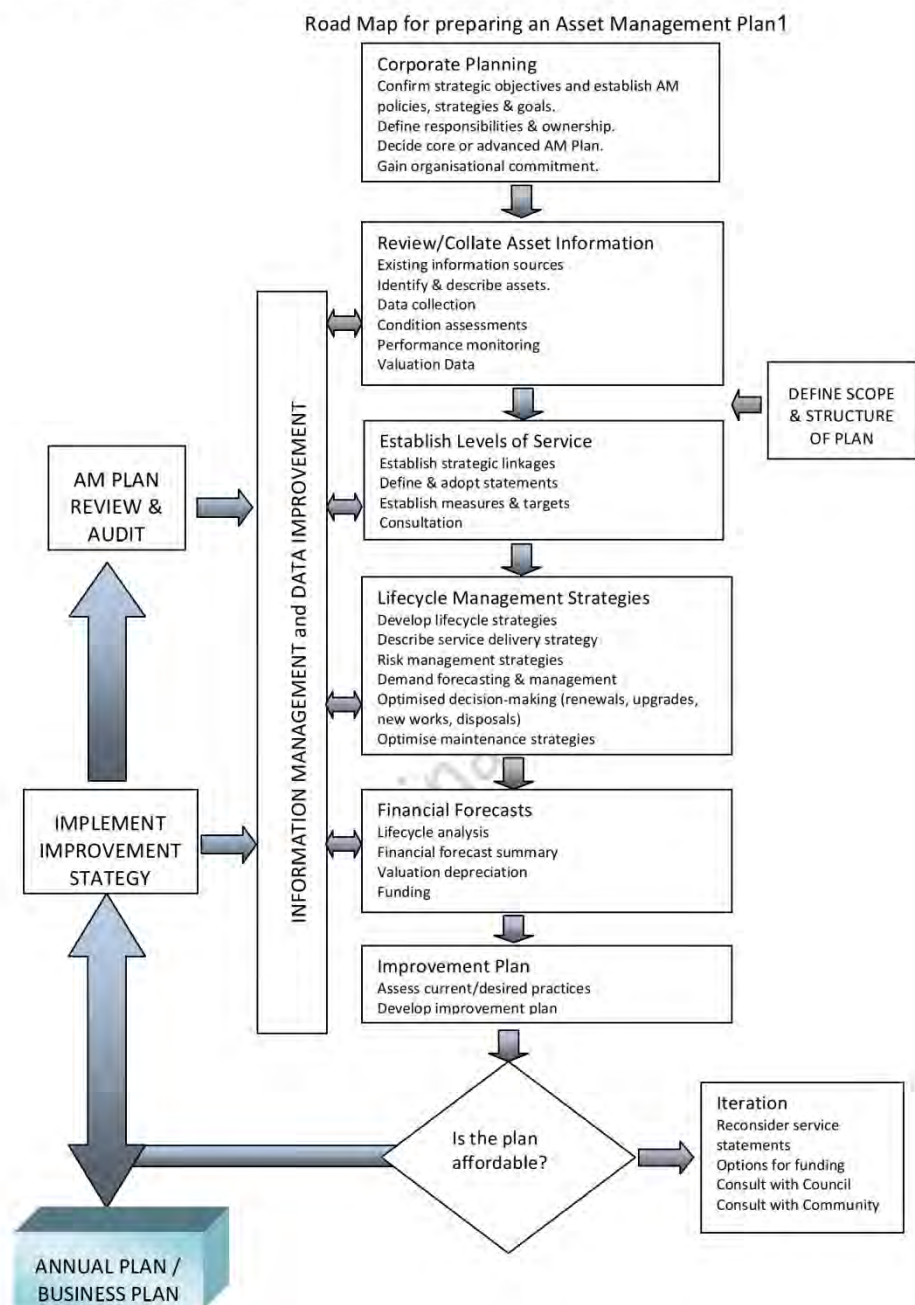 Road Map for preparing an Asset Management Plan1
Corporate Planning
Confirm strategic objectives and establish AM
policies, strategies & goals.
Define responsibilities & ownership.
Decide core or advanced AM Plan.
Gain organisational commitment.
Review/Collate Asset Information
Existing information sources
Identify & describe assets.
Data collection
Condition assessments
Performance monitoring
Valuation Data
DEFINE SCOPE
& STRUCTURE
OF PLAN
Establish Levels of Service
Establish strategic linkages
Define & adopt statements
Establish measures & targets
Consultation
AM PLAN
REVIEW &
AUDIT
INFORMATION MANAGEMENT and DATA IMPROVEMENT
Lifecycle Management Strategies
Develop lifecycle strategies
Describe service delivery strategy
Risk management strategies
Demand forecasting & management
Optimised decision-making (renewals, upgrades,
new works, disposals)
Optimise maintenance strategies
IMPLEMENT
IMPROVEMENT
STATEGY
Financial Forecasts
Lifecycle analysis
Financial forecast summary
Valuation depreciation
Funding
Improvement Plan
Assess current/desired practices
Develop improvement plan
Is the plan
affordable?
Iteration
Reconsider service
statements
Options for funding
Consult with Council
Consult with Community
ANNUAL PLAN /
BUSINESS PLAN